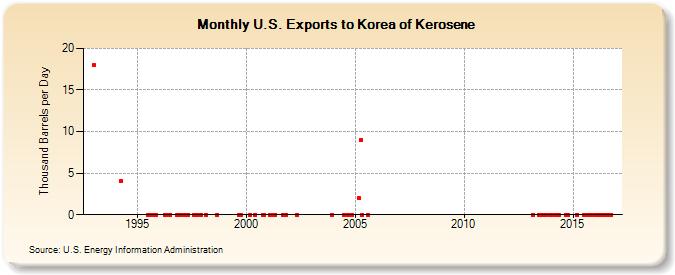 Monthly U.S. Exports to Korea of Kerosene
Thousand Barrels per Day
20
15
10
5
0
1995 2000 2005 2010 2015
Source: U.S. Energy Information Administration